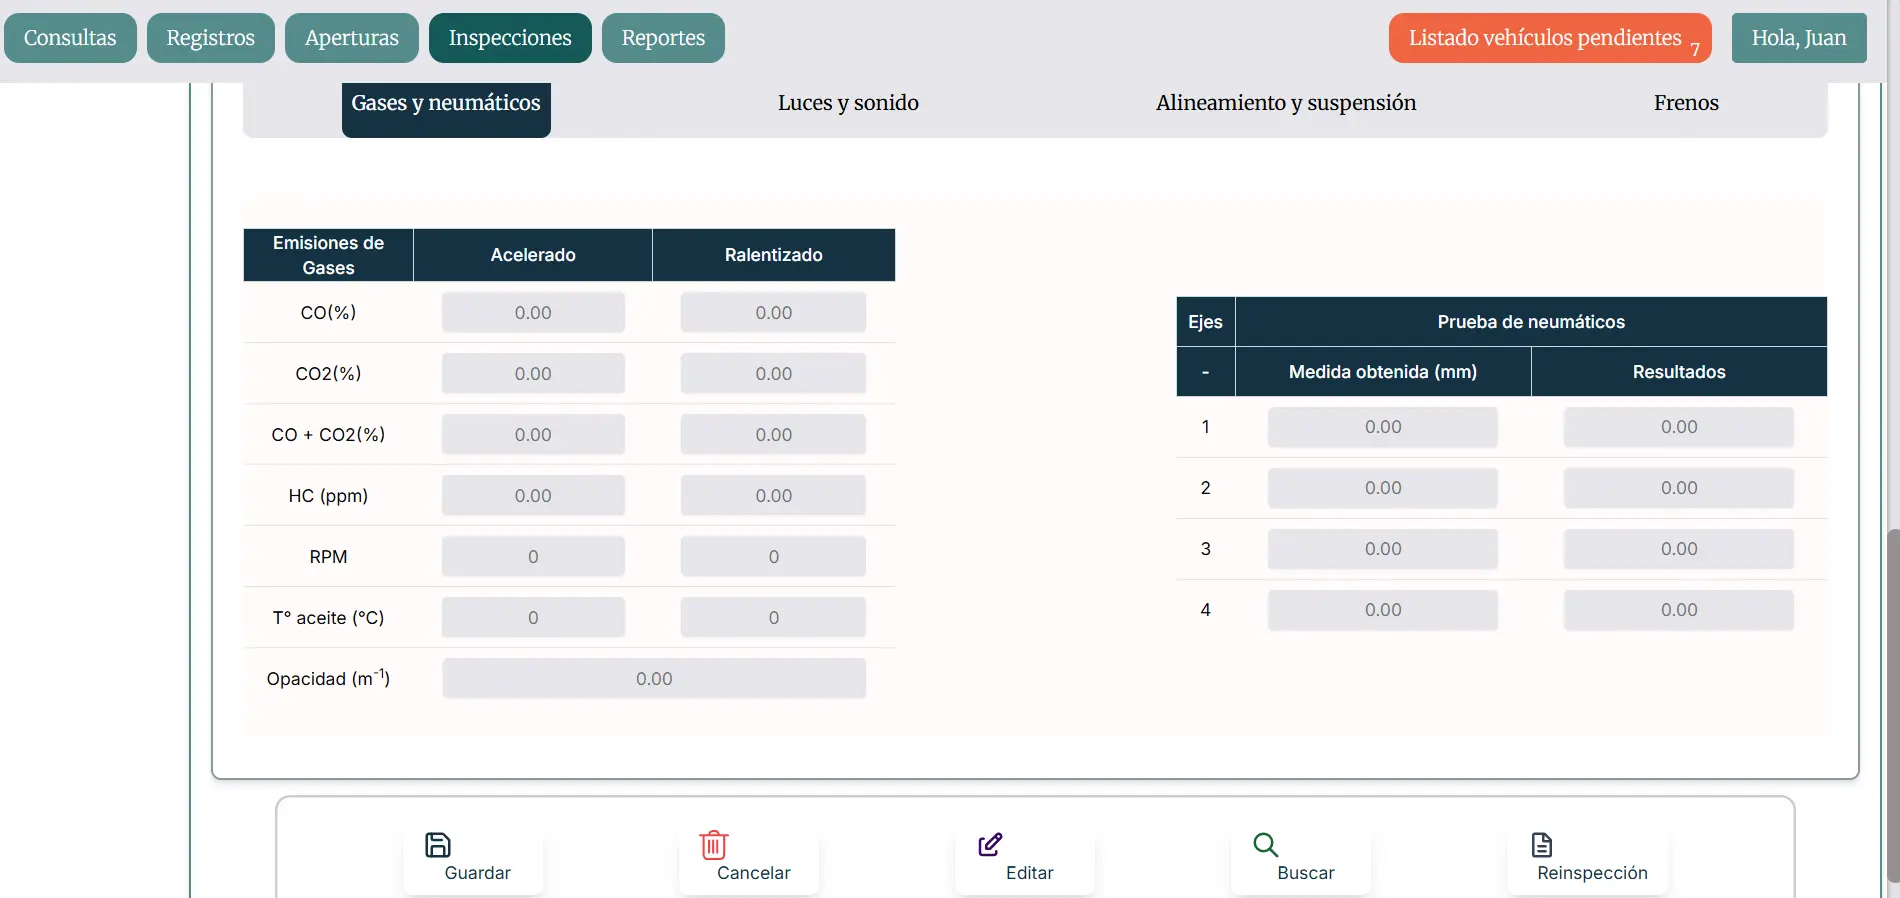 Consultas Registros Aperturas Inspecciones Reportes Listado vehículos pendientes 7 Hola, Juan
Gases y neumáticos Luces y sonido Alineamiento y suspensión Frenos
Emisiones de Gases Acelerado Ralentizado
CO(%) 0.00 0.00
CO2(%) 0.00 0.00
CO + CO2(%) 0.00 0.00
HC (ppm) 0.00 0.00
RPM 0 0
T° aceite (°C) 0 0
Opacidad (m⁻¹) 0.00
Ejes Prueba de neumáticos
- Medida obtenida (mm) Resultados
1 0.00 0.00
2 0.00 0.00
3 0.00 0.00
4 0.00 0.00
Guardar Cancelar Editar Buscar Reinspección